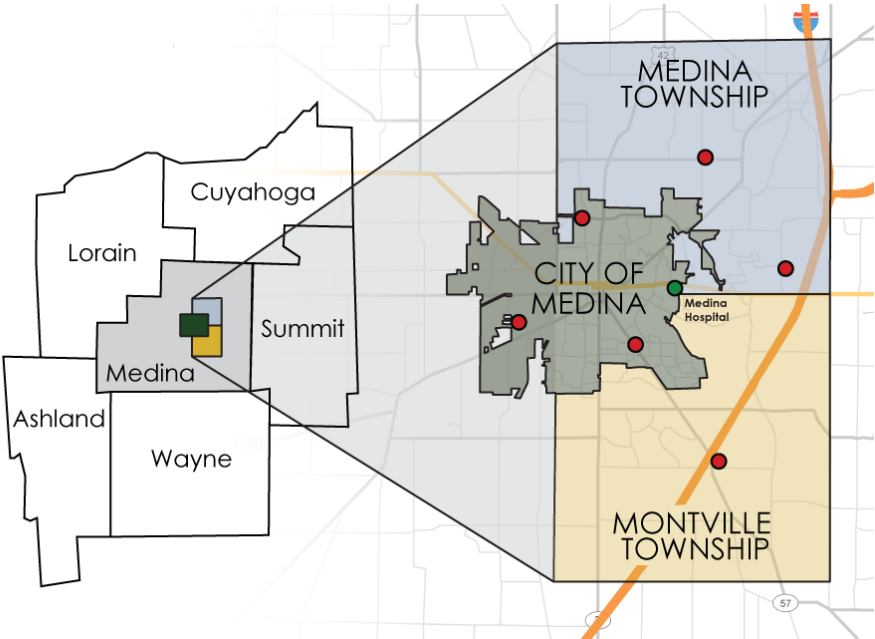 42
MEDINA
TOWNSHIP
Cuyahoga
Lorain
CITY OF
MEDINA
Medina
Hospital
Summit
Medina
Ashland
Wayne
MONTVILLE
TOWNSHIP
57